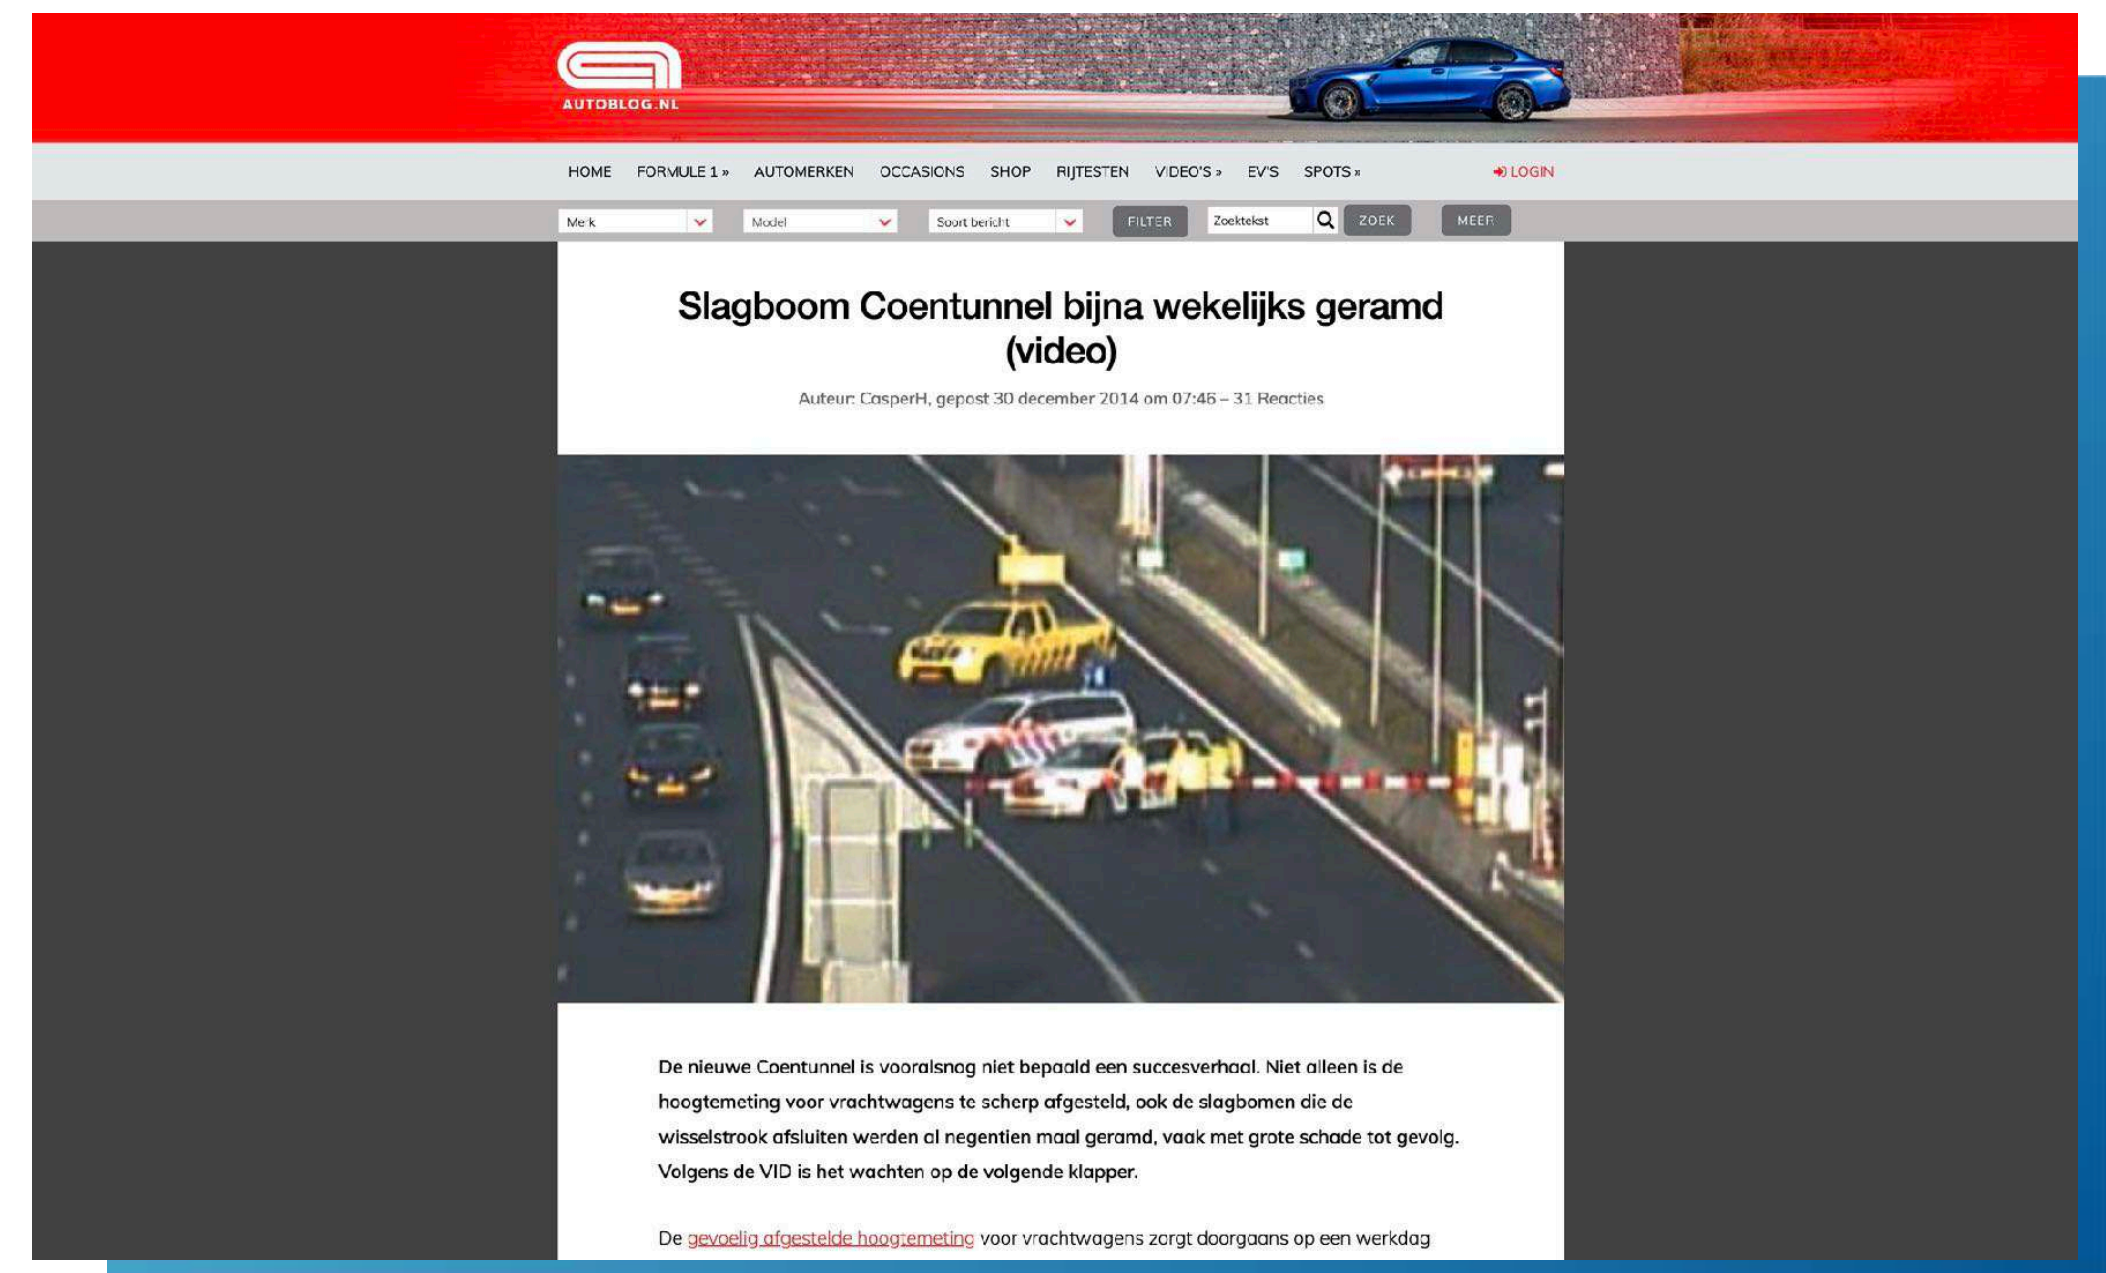 AUTOBLOG.NL
HOME FORMULE 1 » AUTOMERKEN OCCASIONS SHOP RIJTESTEN VIDEO'S » EV'S SPOTS » LOGIN
Merk Model Soort bericht FILTER Zoektekst ZOEK MEER
Slagboom Coentunnel bijna wekelijks geramd
(video)
Auteur: CasperH, gepost 30 december 2014 om 07:46 – 31 Reacties
De nieuwe Coentunnel is vooralsnog niet bepaald een succesverhaal. Niet alleen is de
hoogtemeting voor vrachtwagens te scherp afgesteld, ook de slagbomen die de
wisselstrook afsluiten werden al negentien maal geramd, vaak met grote schade tot gevolg.
Volgens de VID is het wachten op de volgende klapper.
De gevoelig afgestelde hoogtemeting voor vrachtwagens zorgt doorgaans op een werkdag